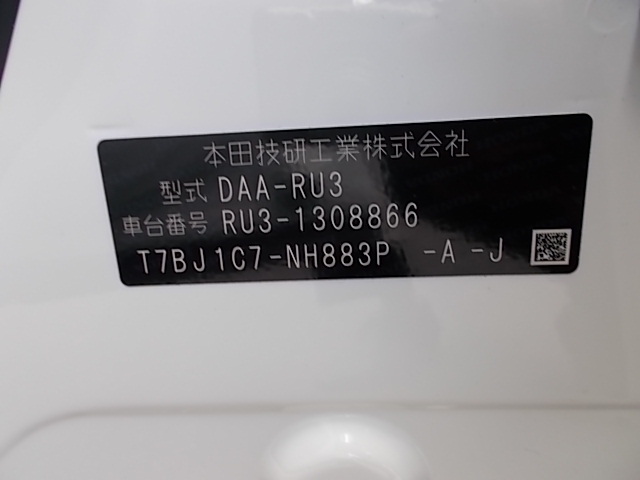 本田技研工業株式会社
型式 DAA-RU3
車台番号 RU3-1308866
T7BJ1C7-NH883P -A -J